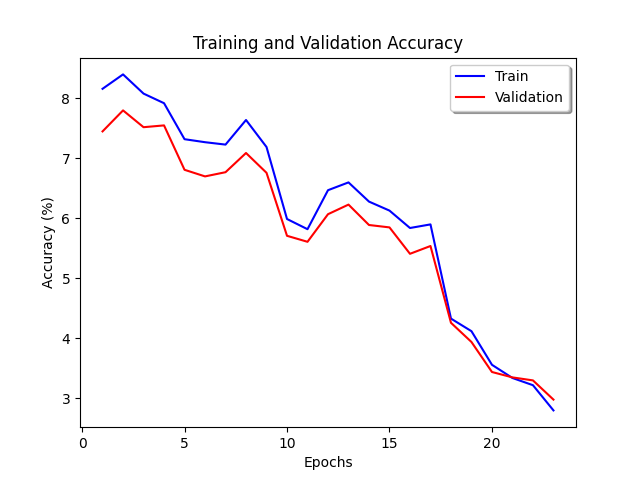 Training and Validation Accuracy
Train
Validation
Accuracy (%)
8
7
6
5
4
3
0 5 10 15 20
Epochs